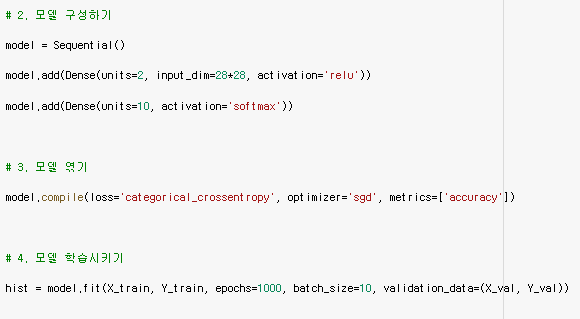 # 2. 모델 구성하기
model = Sequential()
model.add(Dense(units=2, input_dim=28*28, activation='relu'))
model.add(Dense(units=10, activation='softmax'))
# 3. 모델 엮기
model.compile(loss='categorical_crossentropy', optimizer='sgd', metrics=['accuracy'])
# 4. 모델 학습시키기
hist = model.fit(X_train, Y_train, epochs=1000, batch_size=10, validation_data=(X_val, Y_val))